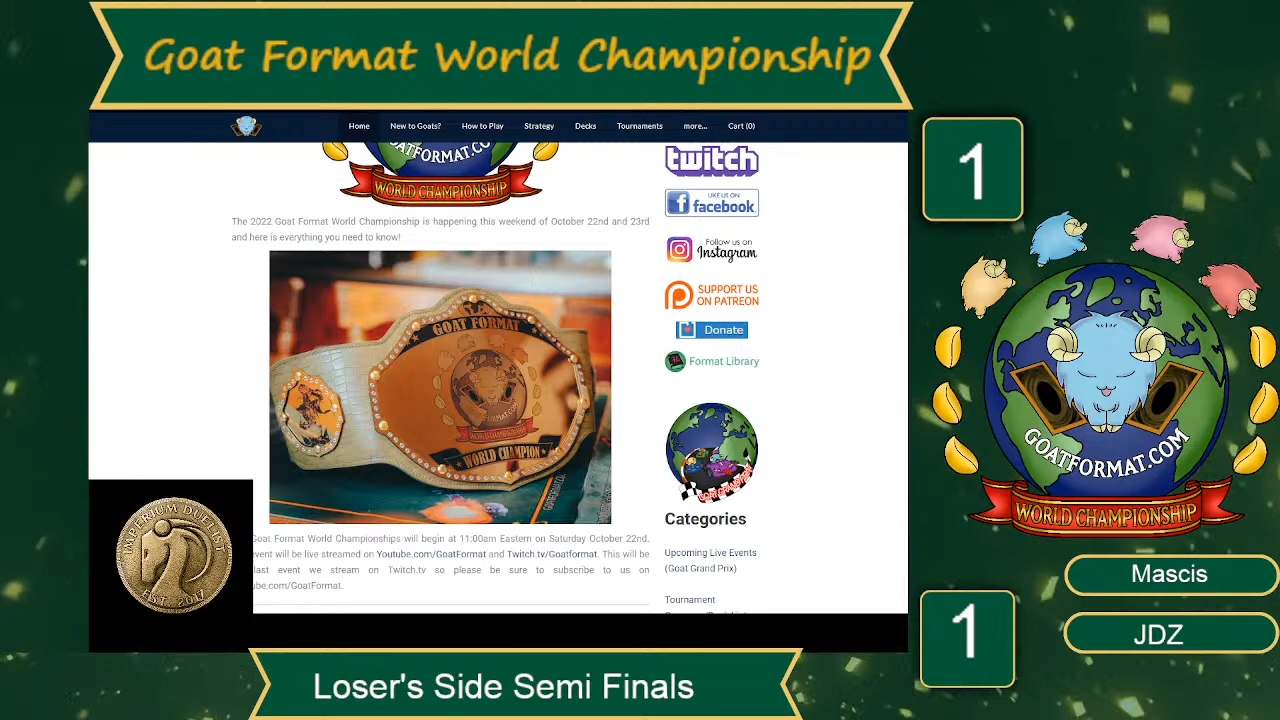 Goat Format World Championship
Home New to Goats? How to Play Strategy Decks Tournaments more... Cart (0)
GOATFORMAT.CO
WORLD CHAMPIONSHIP
The 2022 Goat Format World Championship is happening this weekend of October 22nd and 23rd
and here is everything you need to know!
GOAT FORMAT
WORLD CHAMPION
Goat Format World Championships will begin at 11:00am Eastern on Saturday October 22nd.
event will be live streamed on Youtube.com/GoatFormat and Twitch.tv/Goatformat. This will be
last event we stream on Twitch.tv so please be sure to subscribe to us on
ube.com/GoatFormat.
twitch
LIKE US ON
facebook
Follow us on
Instagram
SUPPORT US
ON PATREON
Donate
Format Library
Categories
Upcoming Live Events
(Goat Grand Prix)
Tournament
IMPERIUM DUELIST
EST. 2017
1
GOATFORMAT.COM
WORLD CHAMPIONSHIP
Mascis
JDZ
1
Loser's Side Semi Finals